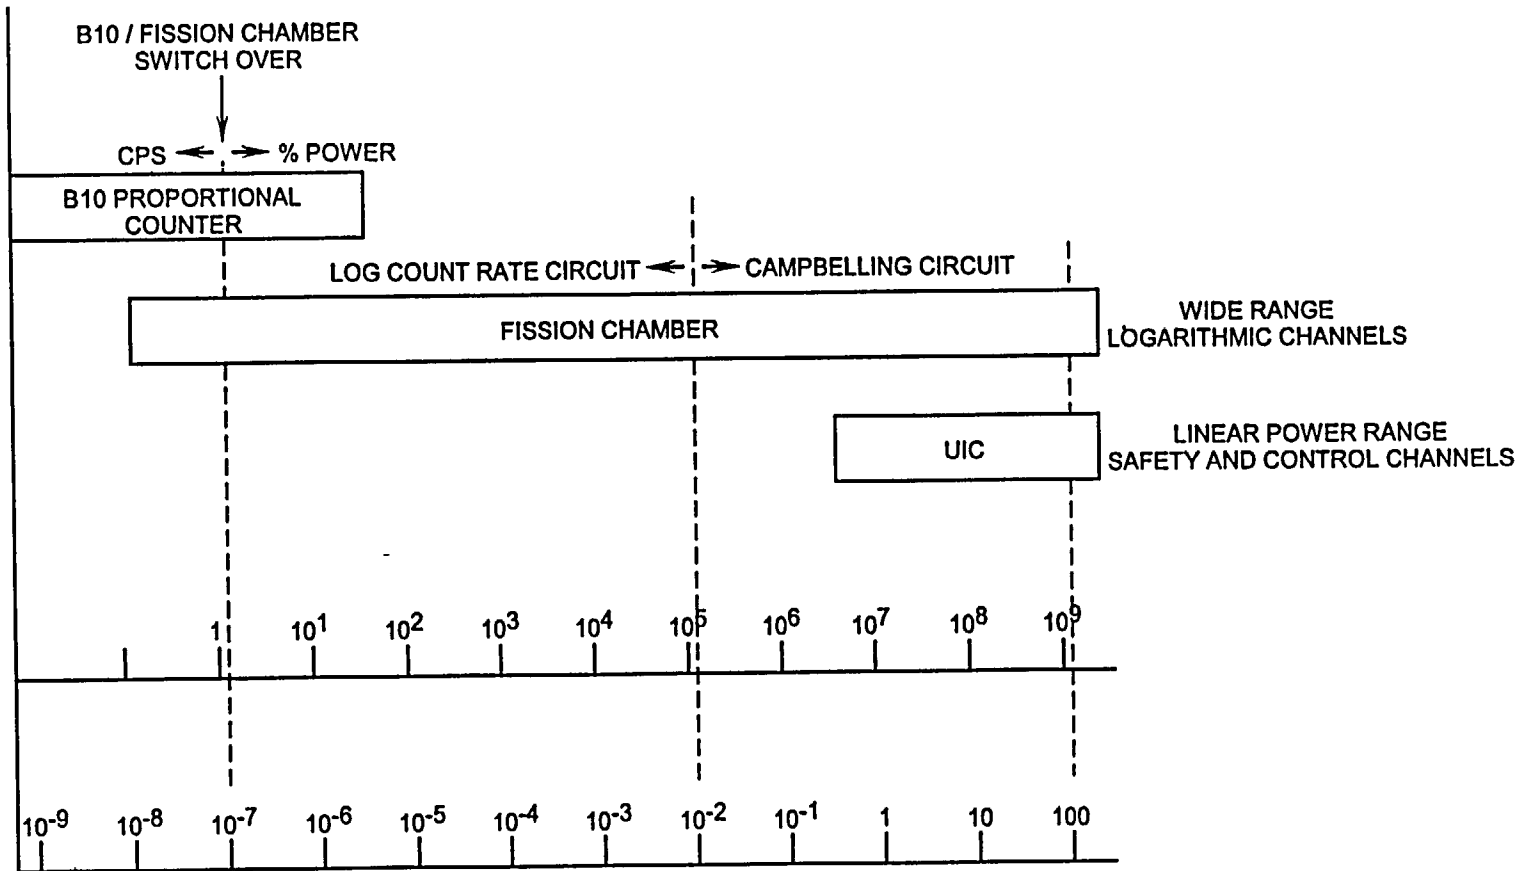 B10 / FISSION CHAMBER
SWITCH OVER
CPS % POWER
B10 PROPORTIONAL
COUNTER
LOG COUNT RATE CIRCUIT CAMPBELLING CIRCUIT
FISSION CHAMBER
WIDE RANGE
LOGARITHMIC CHANNELS
UIC
LINEAR POWER RANGE
SAFETY AND CONTROL CHANNELS
1 10¹ 10² 10³ 10⁴ 10⁵ 10⁶ 10⁷ 10⁸ 10⁹
10⁻⁹ 10⁻⁸ 10⁻⁷ 10⁻⁶ 10⁻⁵ 10⁻⁴ 10⁻³ 10⁻² 10⁻¹ 1 10 100